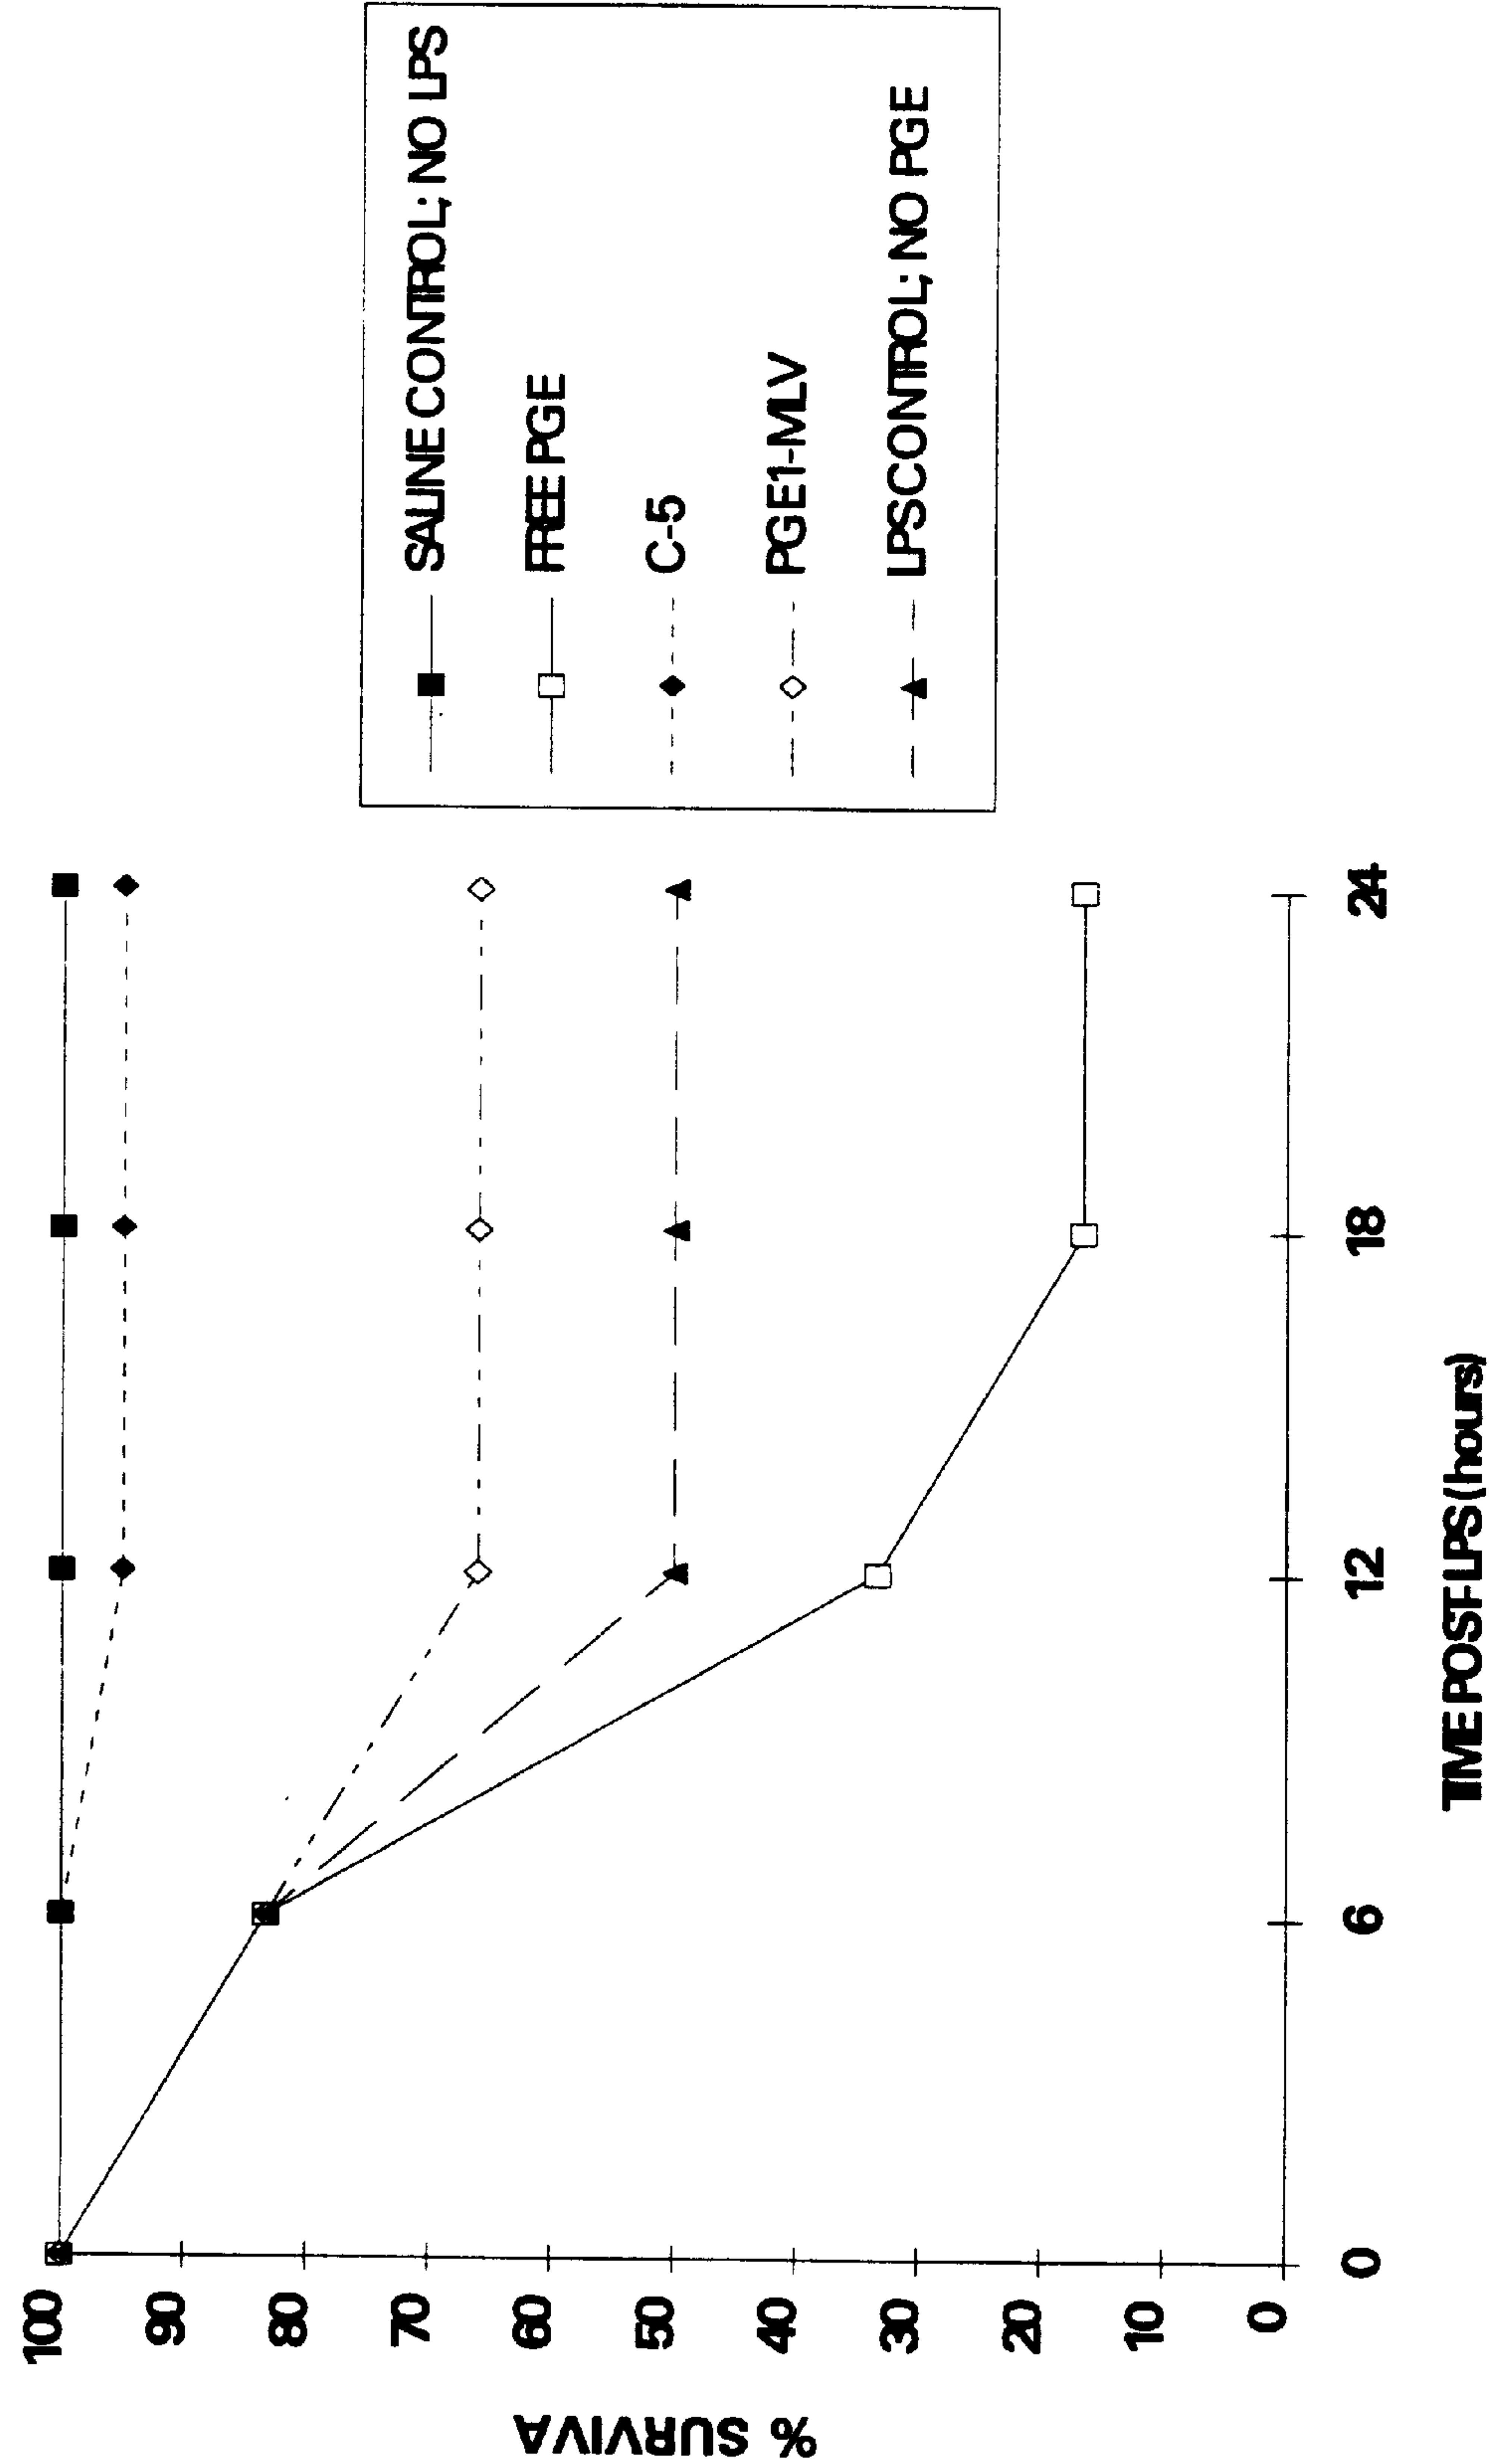 % SURVIVA
100
90
80
70
60
50
40
30
20
10
0
0
6
12
18
24
TIME POST-LPS (hours)
SALINE CONTROL; NO LPS
FREE PGE
C-5
PGE1-MLV
LPS CONTROL; NO PGE